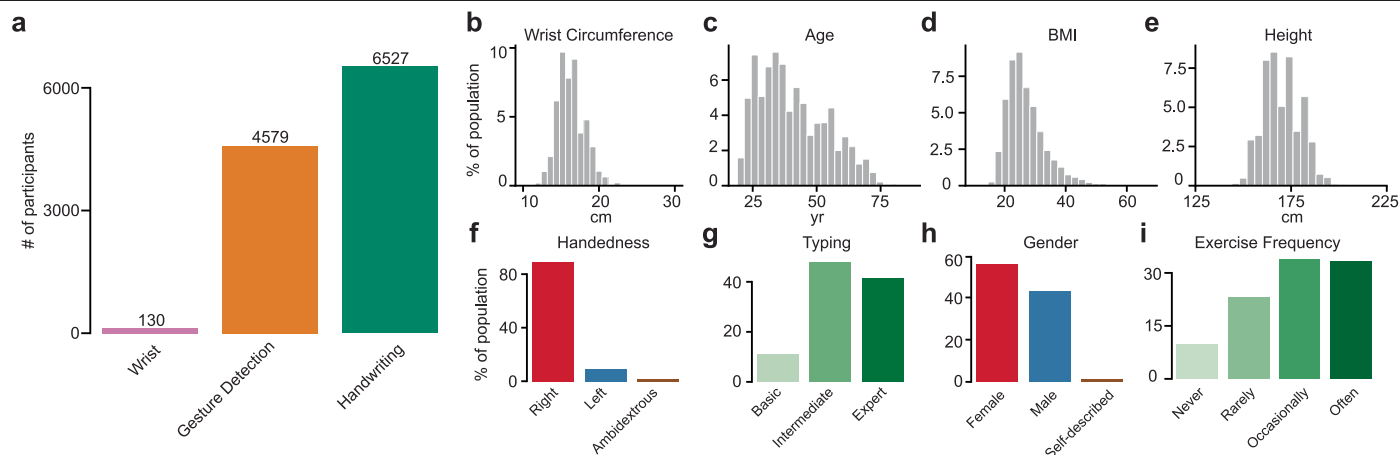 a
# of participants
6000
3000
0
130
4579
6527
Wrist
Gesture Detection
Handwriting
b
Wrist Circumference
% of population
10
5
0
10
20
30
cm
c
Age
6
4
2
0
25
50
75
yr
d
BMI
7.5
5.0
2.5
0
20
40
60
e
Height
7.5
5.0
2.5
0
125
175
225
cm
f
Handedness
% of population
80
40
0
Right
Left
Ambidextrous
g
Typing
40
20
0
Basic
Intermediate
Expert
h
Gender
60
40
20
0
Female
Male
Self-described
i
Exercise Frequency
30
15
0
Never
Rarely
Occasionally
Often